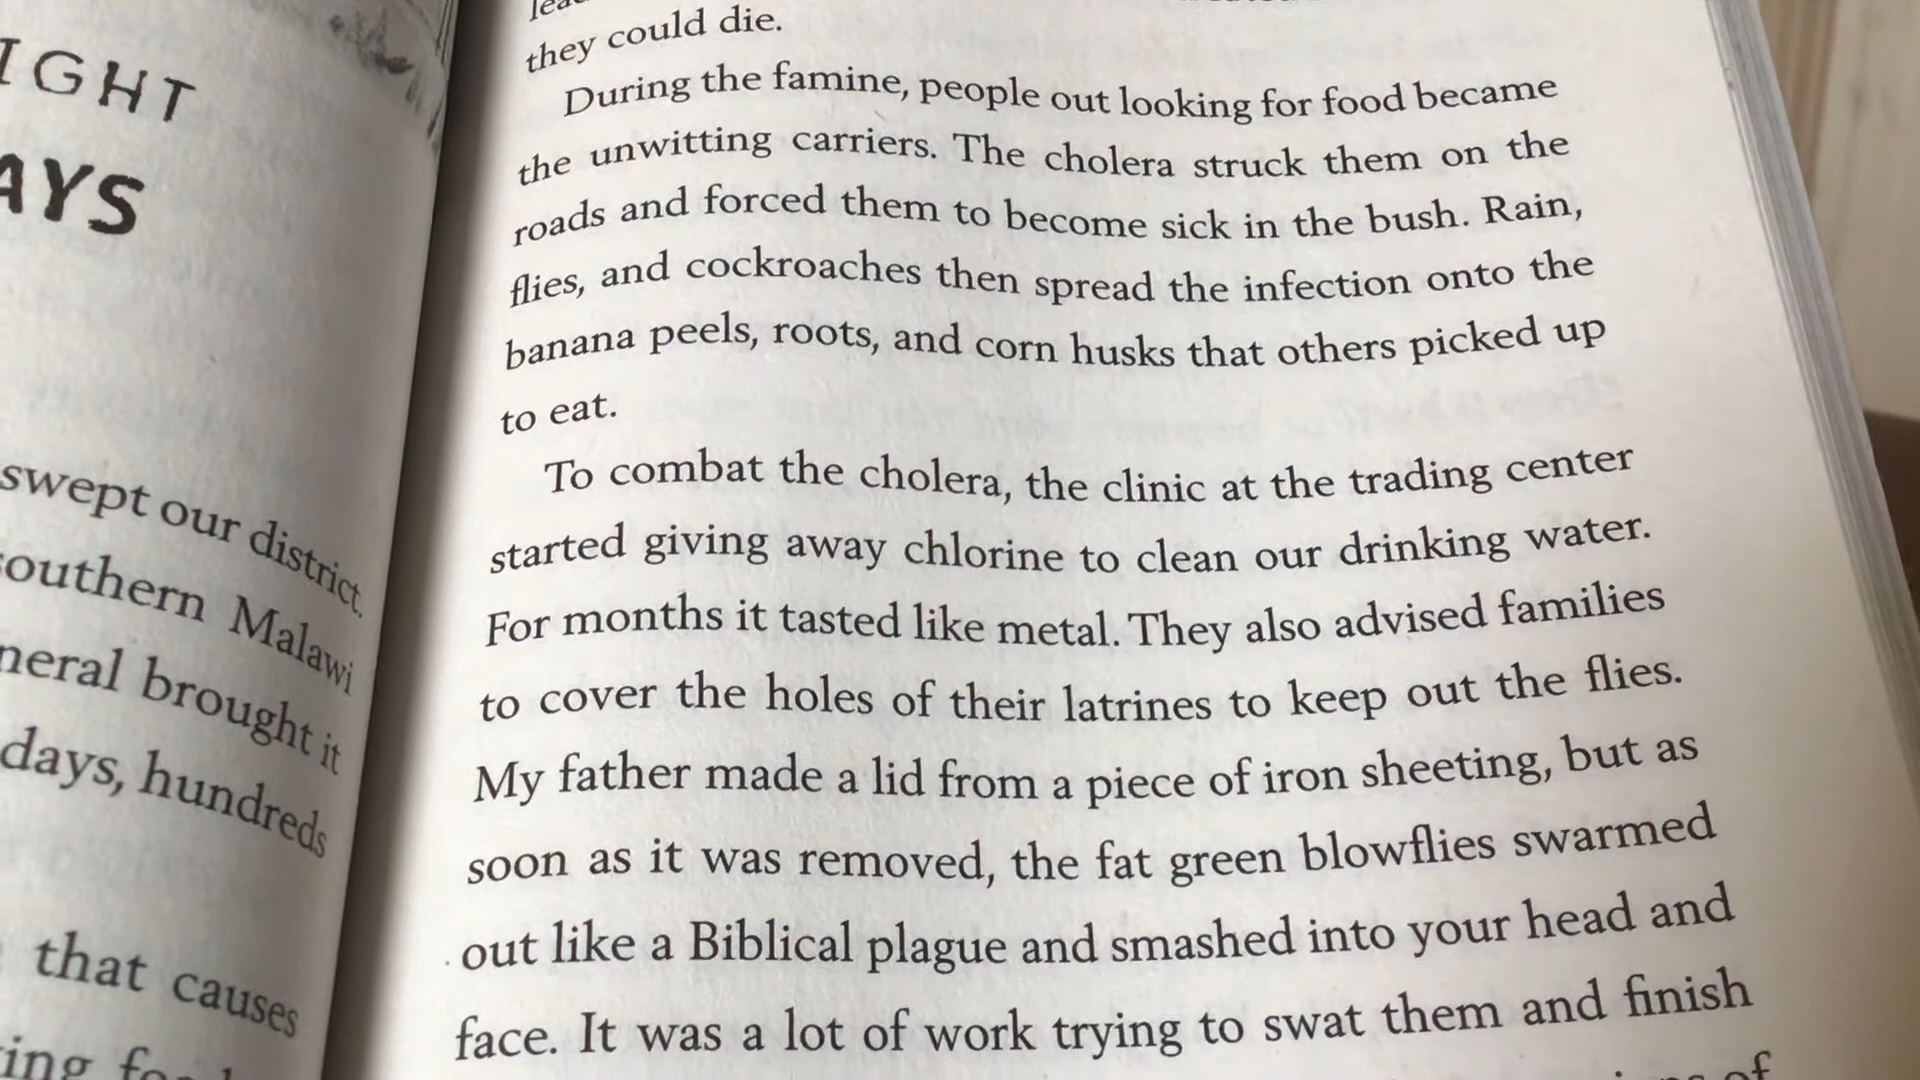 IGHT
AYS
swept our district.
outhern Malawi
neral brought it
days, hundreds
that causes
they could die.
During the famine, people out looking for food became
the unwitting carriers. The cholera struck them on the
roads and forced them to become sick in the bush. Rain,
flies, and cockroaches then spread the infection onto the
banana peels, roots, and corn husks that others picked up
to eat.
To combat the cholera, the clinic at the trading center
started giving away chlorine to clean our drinking water.
For months it tasted like metal. They also advised families
to cover the holes of their latrines to keep out the flies.
My father made a lid from a piece of iron sheeting, but as
soon as it was removed, the fat green blowflies swarmed
out like a Biblical plague and smashed into your head and
face. It was a lot of work trying to swat them and finish
of